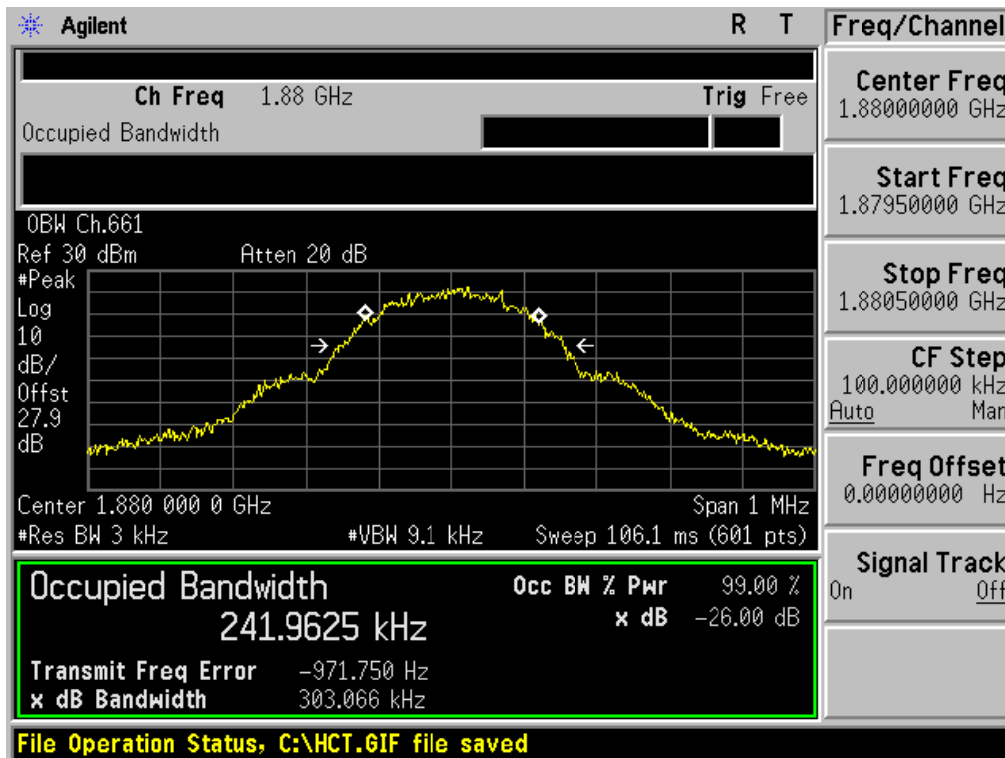 Agilent R T
Freq/Channel
Ch Freq 1.88 GHz Trig Free
Occupied Bandwidth
Center Freq
1.88000000 GHz
Start Freq
1.87950000 GHz
Stop Freq
1.88050000 GHz
CF Step
100.000000 kHz
Auto Man
Freq Offset
0.00000000 Hz
Signal Track
On Off
OBW Ch.661
Ref 30 dBm Atten 20 dB
#Peak
Log
10
dB/
Offst
27.9
dB
Center 1.880 000 0 GHz Span 1 MHz
#Res BW 3 kHz #VBW 9.1 kHz Sweep 106.1 ms (601 pts)
Occupied Bandwidth
241.9625 kHz
Occ BW % Pwr 99.00 %
x dB -26.00 dB
Transmit Freq Error -971.750 Hz
x dB Bandwidth 303.066 kHz
File Operation Status, C:\HCT.GIF file saved